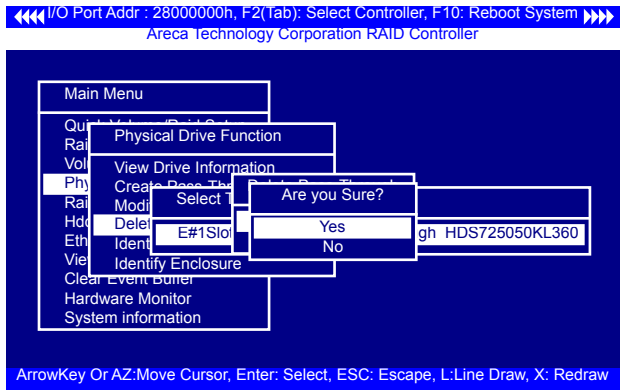 I/O Port Addr : 28000000h, F2(Tab): Select Controller, F10: Reboot System
Areca Technology Corporation RAID Controller
Main Menu
Physical Drive Function
View Drive Information
Select
Are you Sure?
Yes
No
E#1Slo
gh HDS725050KL360
Identify Enclosure
Clear Event Buffer
Hardware Monitor
System information
ArrowKey Or AZ:Move Cursor, Enter: Select, ESC: Escape, L:Line Draw, X: Redraw